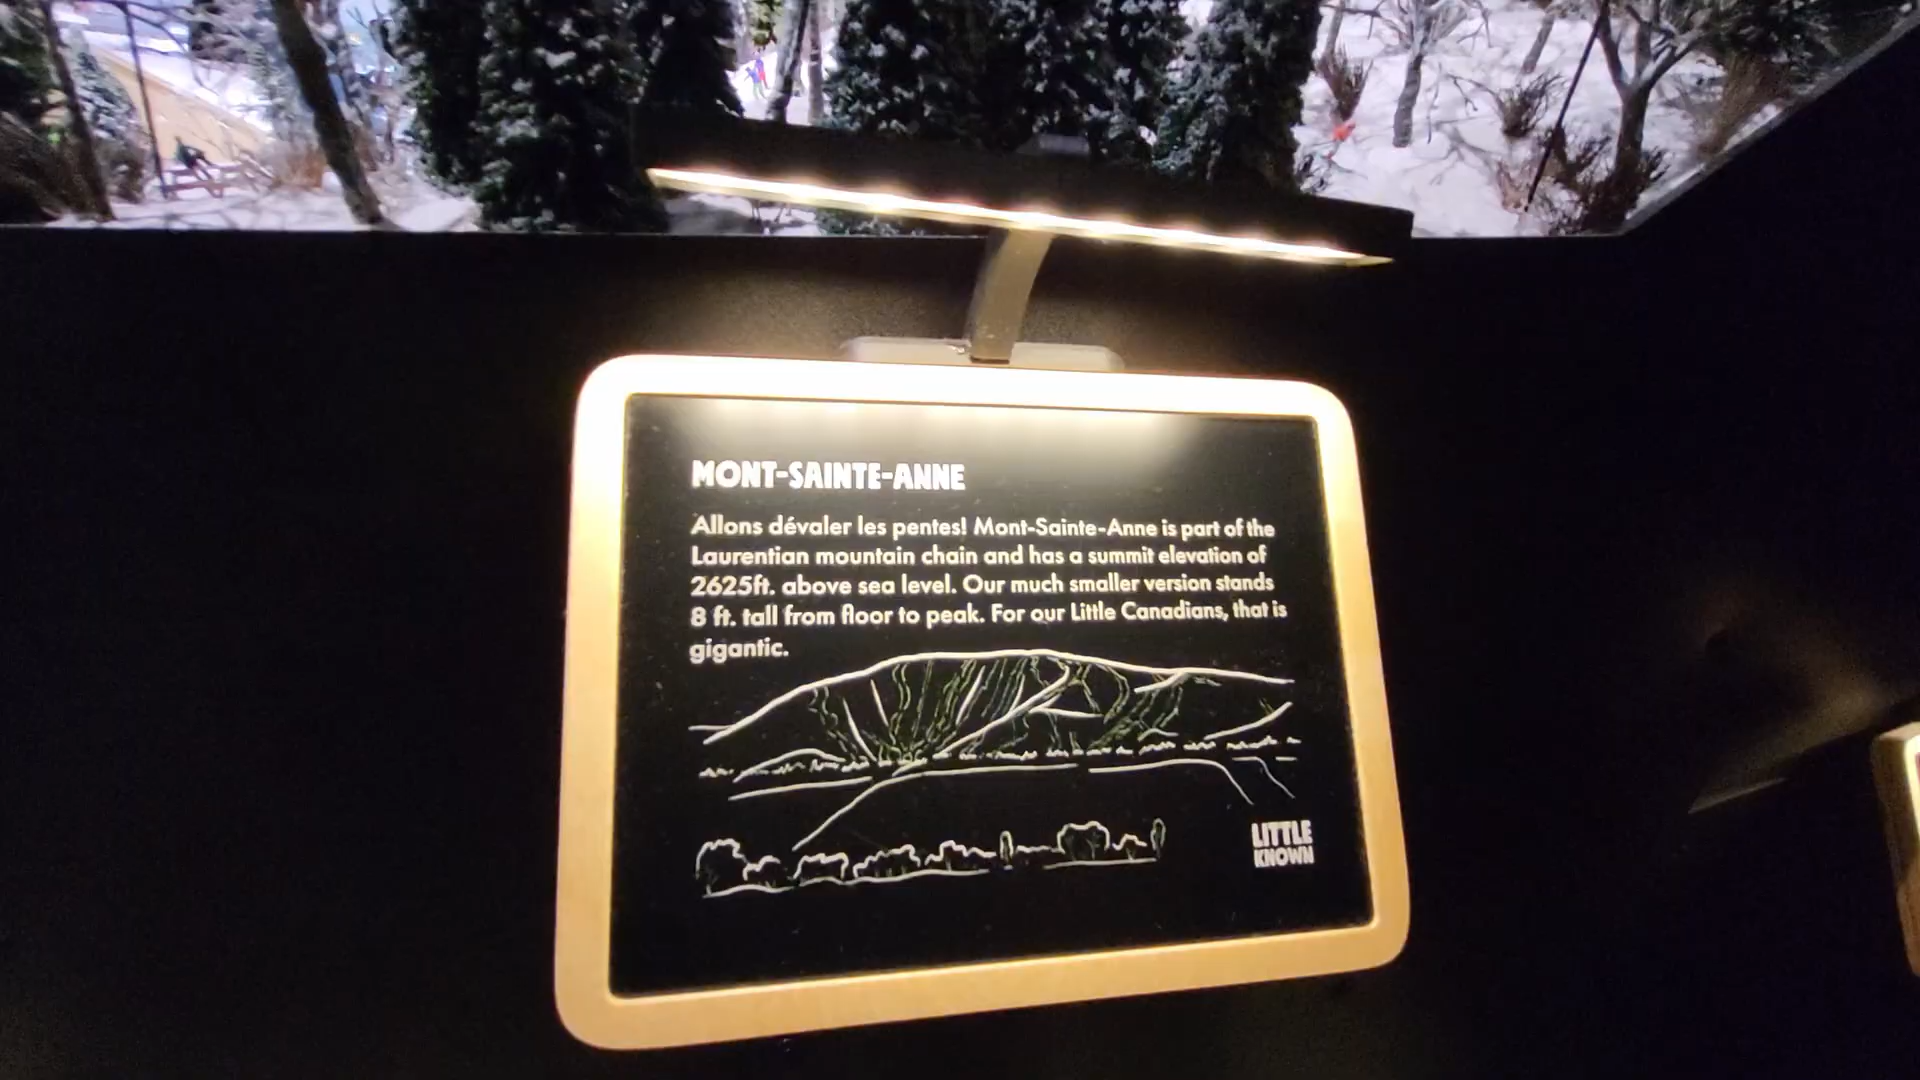 MONT-SAINTE-ANNE
Allons dévaler les pentes! Mont-Sainte-Anne is part of the
Laurentian mountain chain and has a summit elevation of
2625ft. above sea level. Our much smaller version stands
8 ft. tall from floor to peak. For our Little Canadians, that is
gigantic.
LITTLE
KNOWN